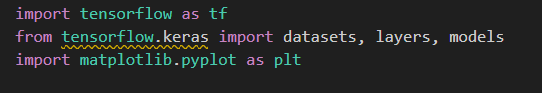 import tensorflow as tf
from tensorflow.keras import datasets, layers, models
import matplotlib.pyplot as plt